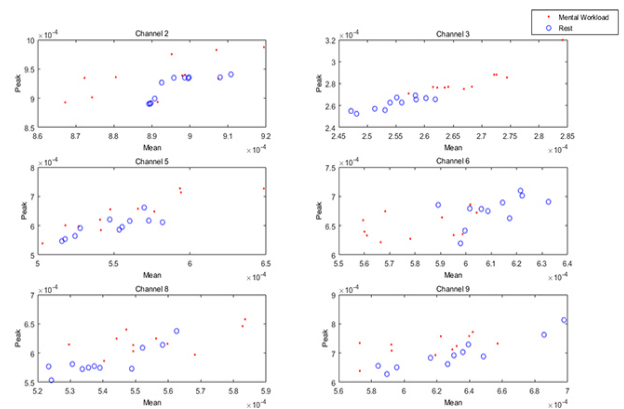 Mental Workload
Rest
Channel 2
×10⁻⁴
10
9.5
9
8.5
Peak
8.6 8.7 8.8 8.9 9 9.1 9.2
Mean
×10⁻⁴
Channel 3
×10⁻⁴
3.2
3
2.8
2.6
2.4
Peak
2.45 2.5 2.55 2.6 2.65 2.7 2.75 2.8 2.85
Mean
×10⁻⁴
Channel 5
×10⁻⁴
8
7
6
5
Peak
5 5.5 6 6.5
Mean
×10⁻⁴
Channel 6
×10⁻⁴
7.5
7
6.5
6
Peak
5.5 5.6 5.7 5.8 5.9 6 6.1 6.2 6.3 6.4
Mean
×10⁻⁴
Channel 8
×10⁻⁴
7
6.5
6
5.5
5
Peak
5.2 5.3 5.4 5.5 5.6 5.7 5.8 5.9
Mean
×10⁻⁴
Channel 9
×10⁻⁴
9
8
7
6
Peak
5.8 6 6.2 6.4 6.6 6.8 7
Mean
×10⁻⁴